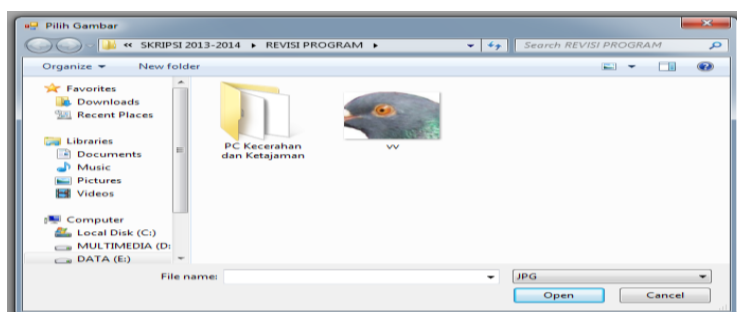 Pilih Gambar
« SKRIPSI 2013-2014 ▸ REVISI PROGRAM ▸
Search REVISI PROGRAM
Organize ▾ New folder
Favorites
Downloads
Recent Places
Libraries
Documents
Music
Pictures
Videos
Computer
Local Disk (C:)
MULTIMEDIA (D:
DATA (E:)
PC Kecerahan
dan Ketajaman
vv
File name:
JPG
Open
Cancel